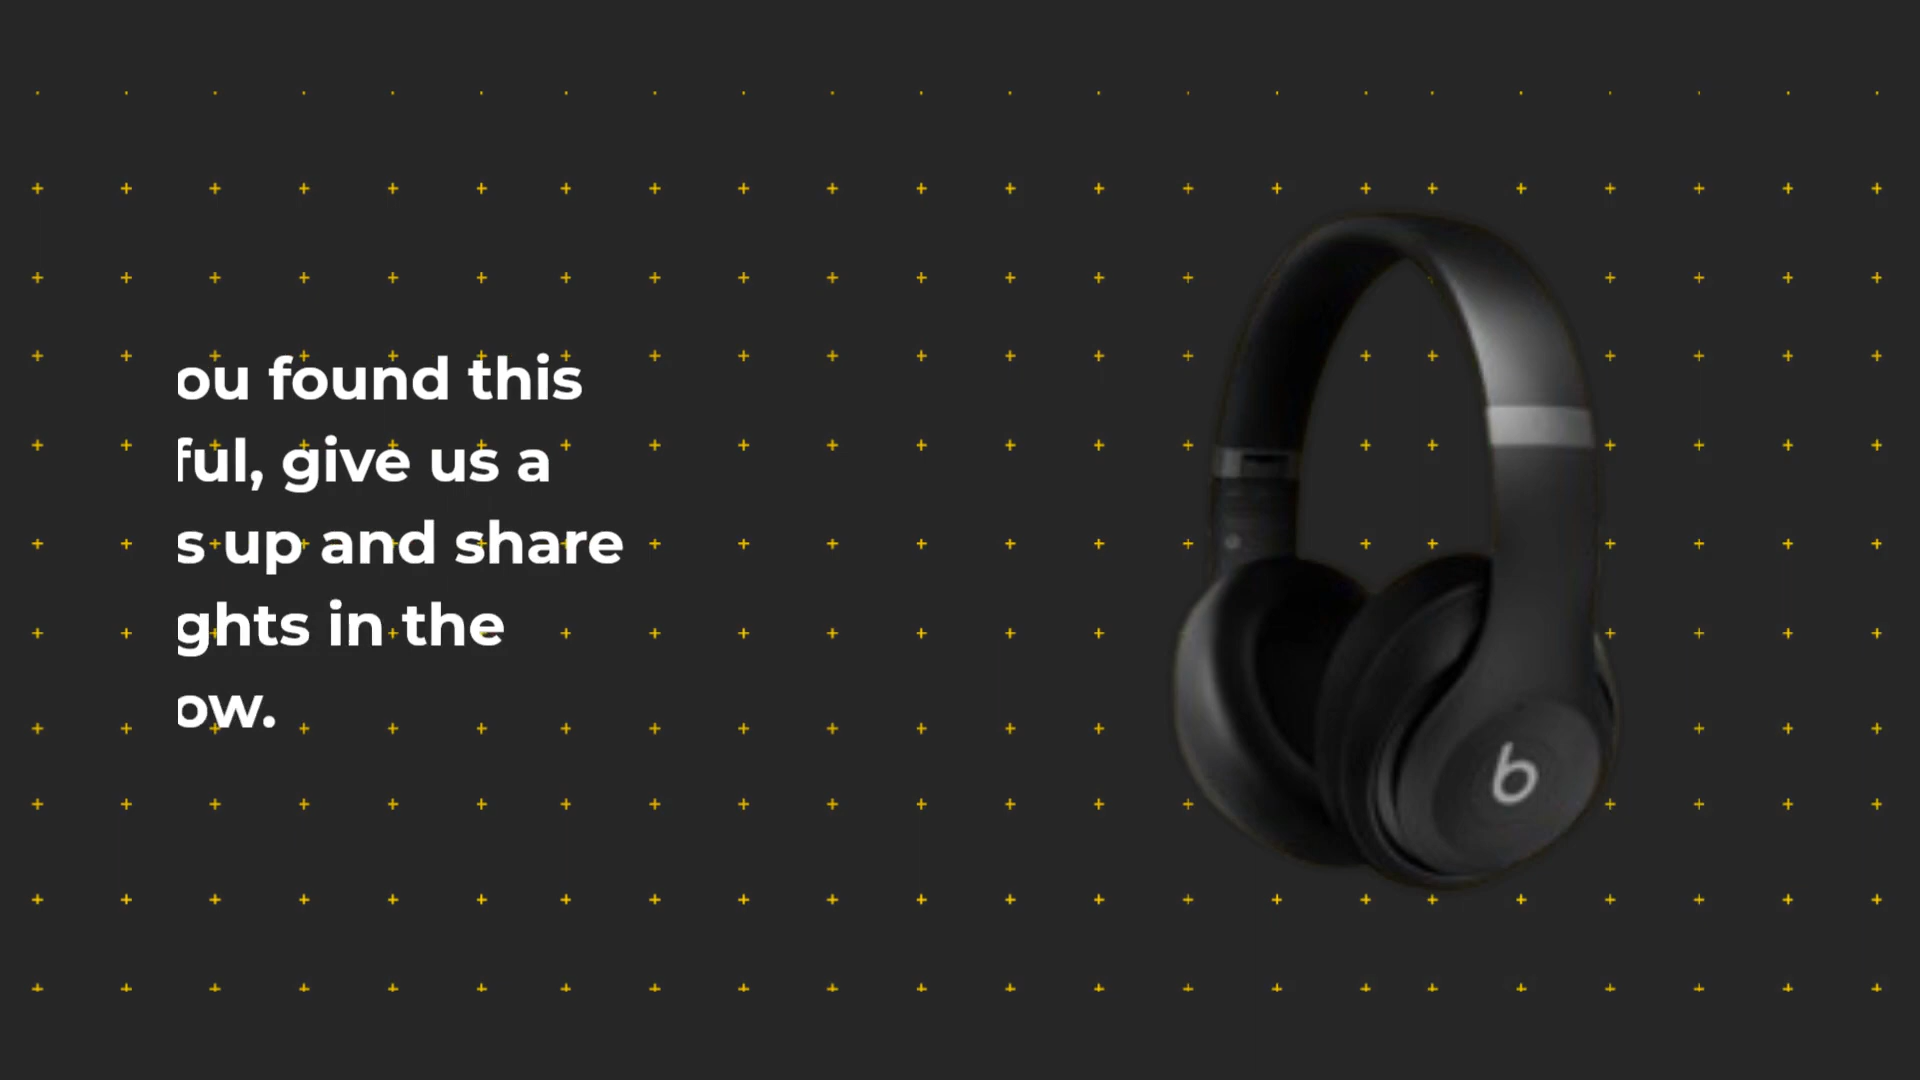 ou found this
ful, give us a
s up and share
ghts in the
ow.
b